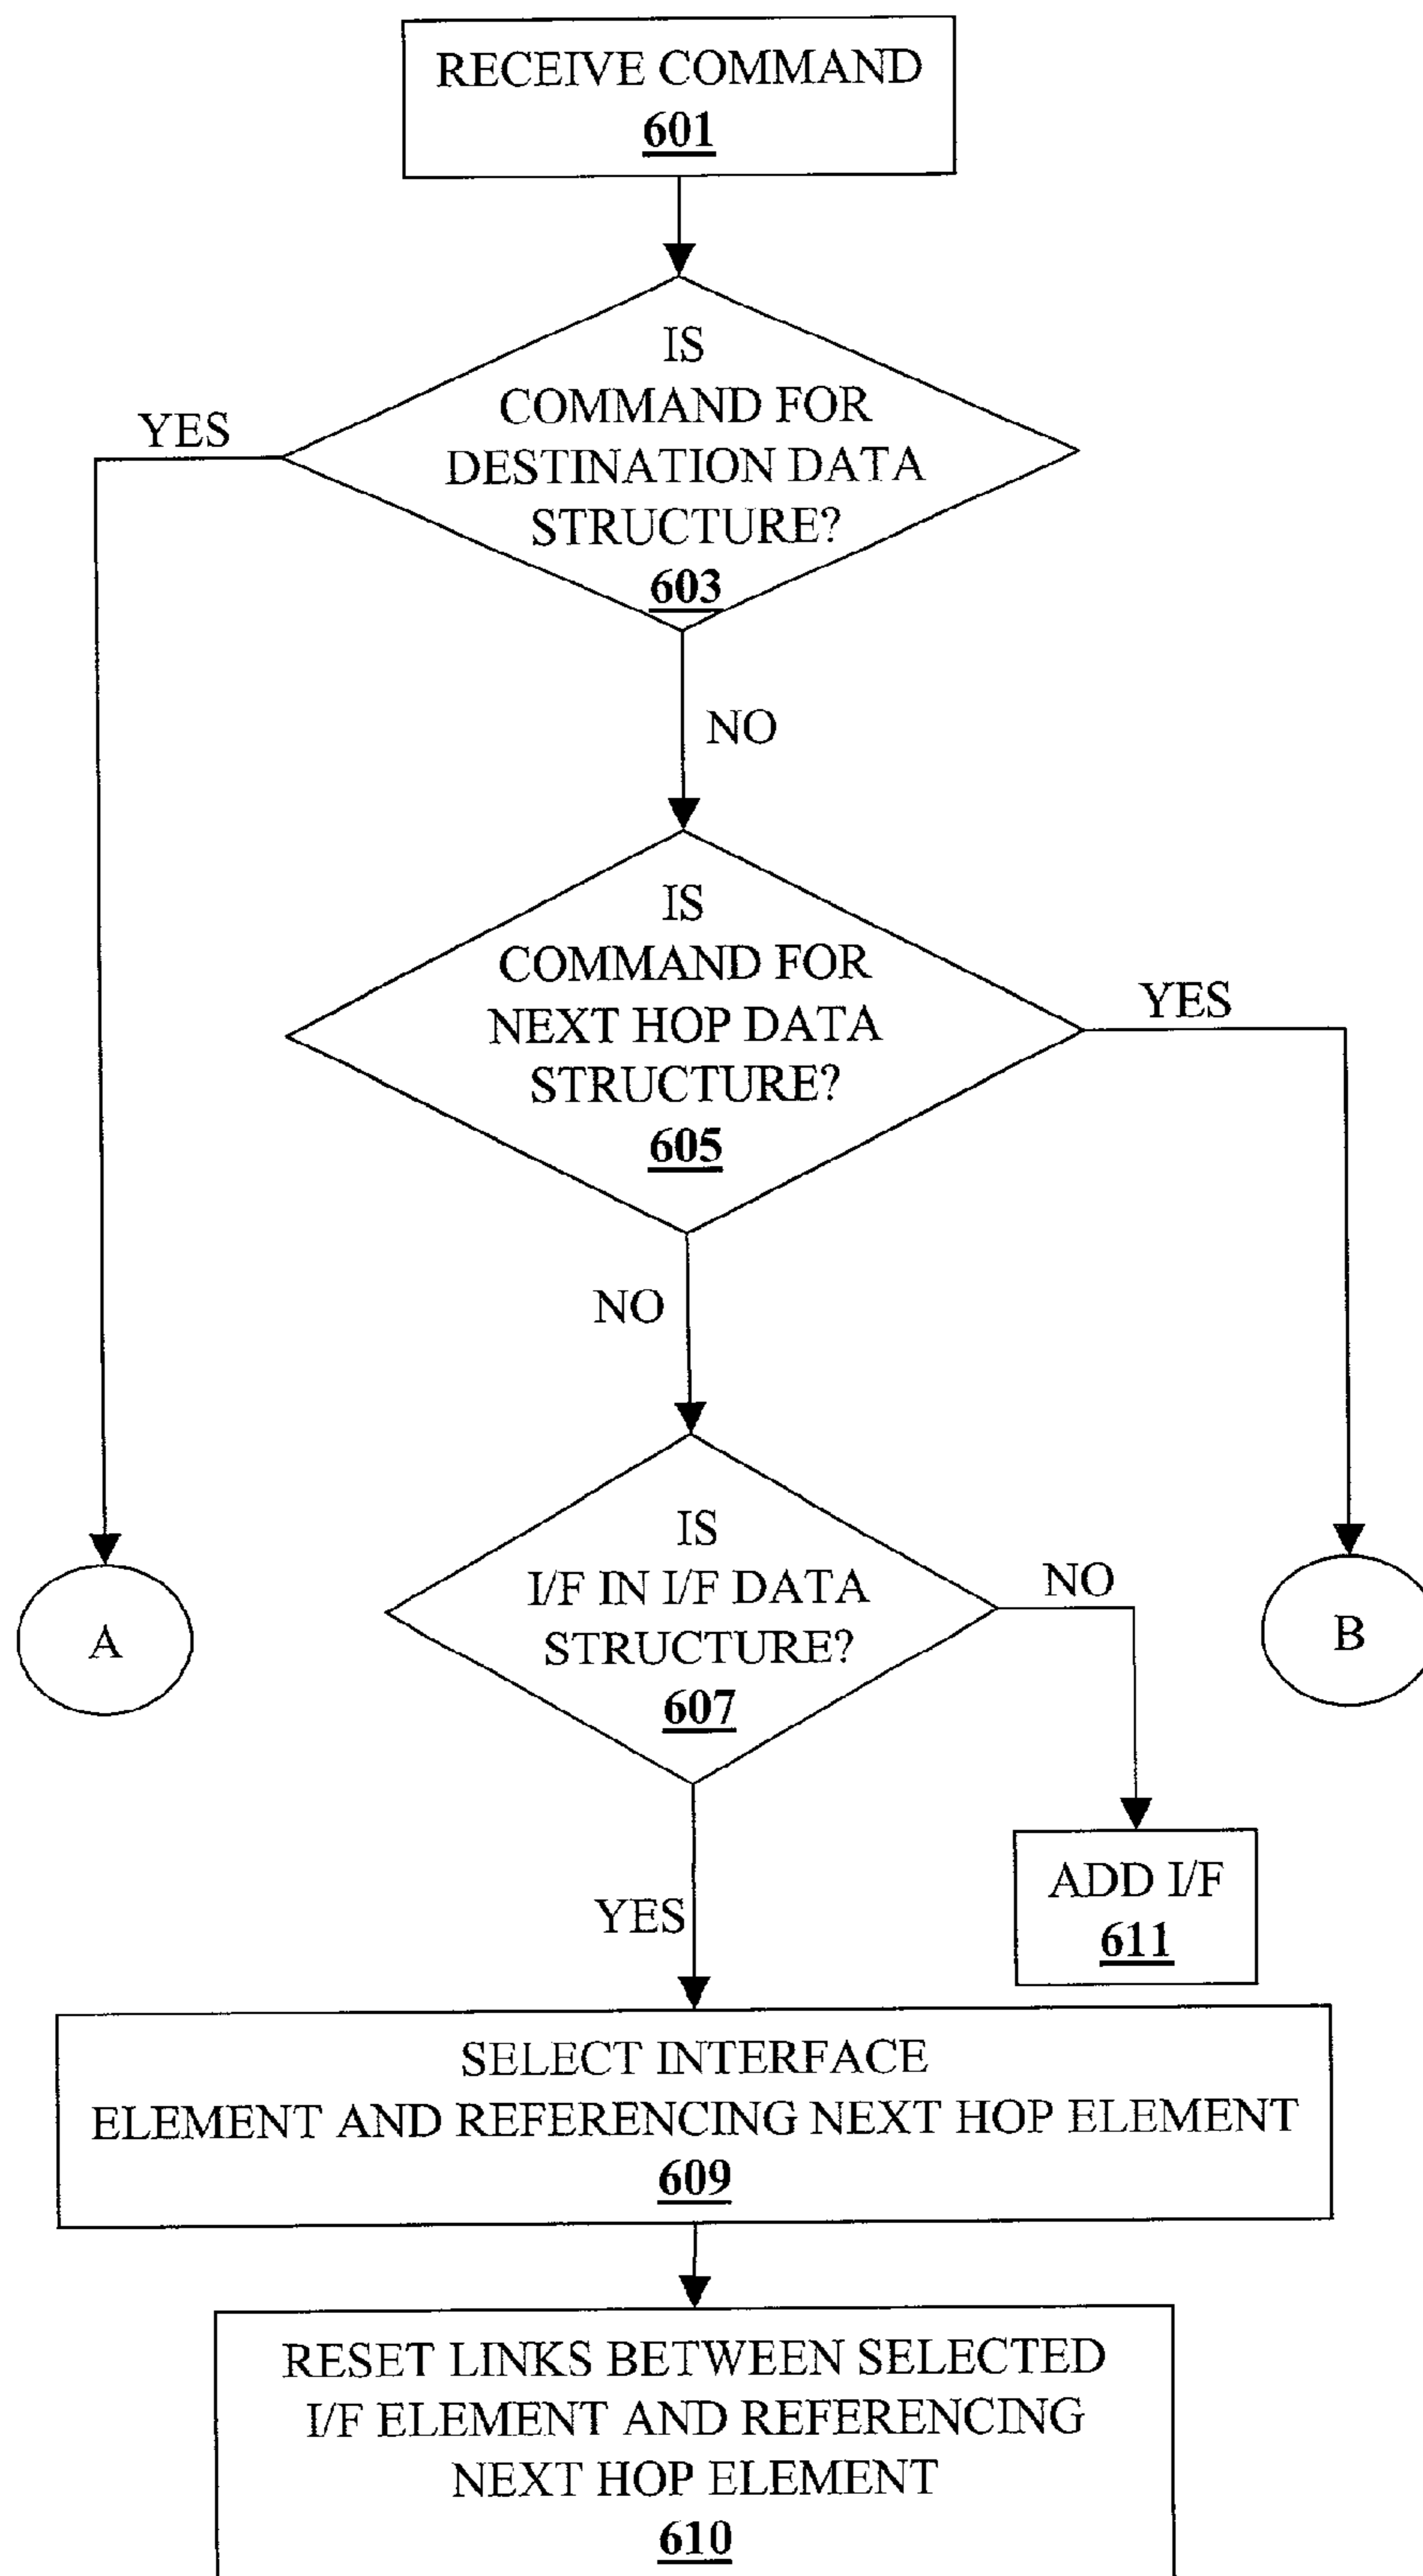 RECEIVE COMMAND
601
IS
COMMAND FOR
DESTINATION DATA
STRUCTURE?
603
YES
NO
IS
COMMAND FOR
NEXT HOP DATA
STRUCTURE?
605
YES
NO
IS
I/F IN I/F DATA
STRUCTURE?
607
NO
A
B
ADD I/F
611
YES
SELECT INTERFACE
ELEMENT AND REFERENCING NEXT HOP ELEMENT
609
RESET LINKS BETWEEN SELECTED
I/F ELEMENT AND REFERENCING
NEXT HOP ELEMENT
610